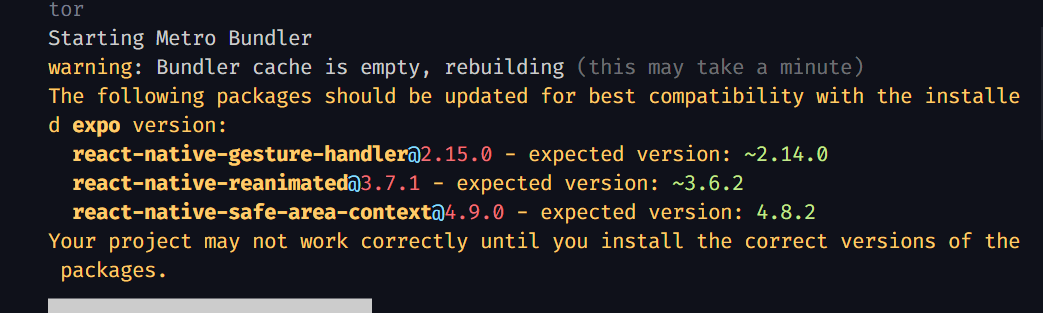 tor
Starting Metro Bundler
warning: Bundler cache is empty, rebuilding (this may take a minute)
The following packages should be updated for best compatibility with the installe
d expo version:
  react-native-gesture-handler@2.15.0 - expected version: ~2.14.0
  react-native-reanimated@3.7.1 - expected version: ~3.6.2
  react-native-safe-area-context@4.9.0 - expected version: 4.8.2
Your project may not work correctly until you install the correct versions of the
 packages.